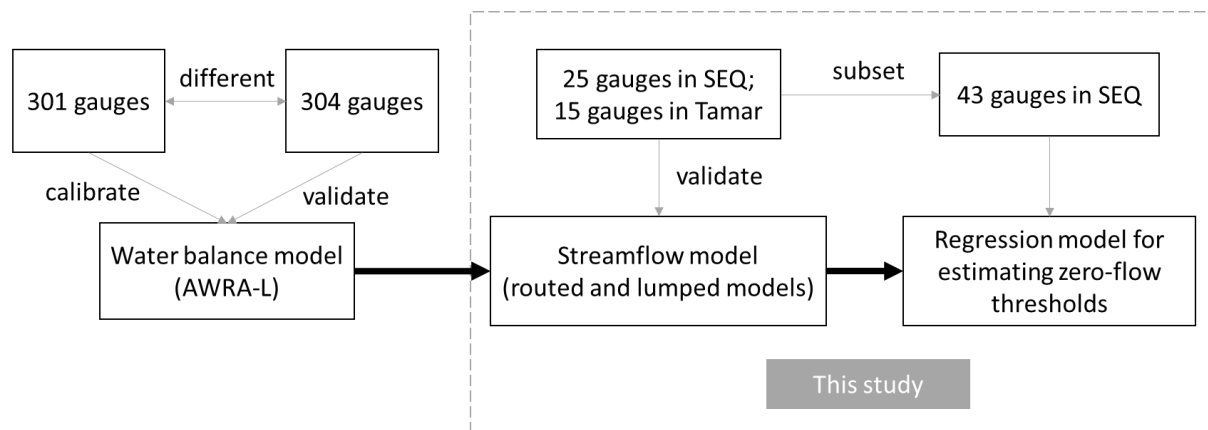 301 gauges
different
304 gauges
25 gauges in SEQ;
15 gauges in Tamar
subset
43 gauges in SEQ
calibrate
validate
validate
Water balance model
(AWRA-L)
Streamflow model
(routed and lumped models)
Regression model for
estimating zero-flow
thresholds
This study